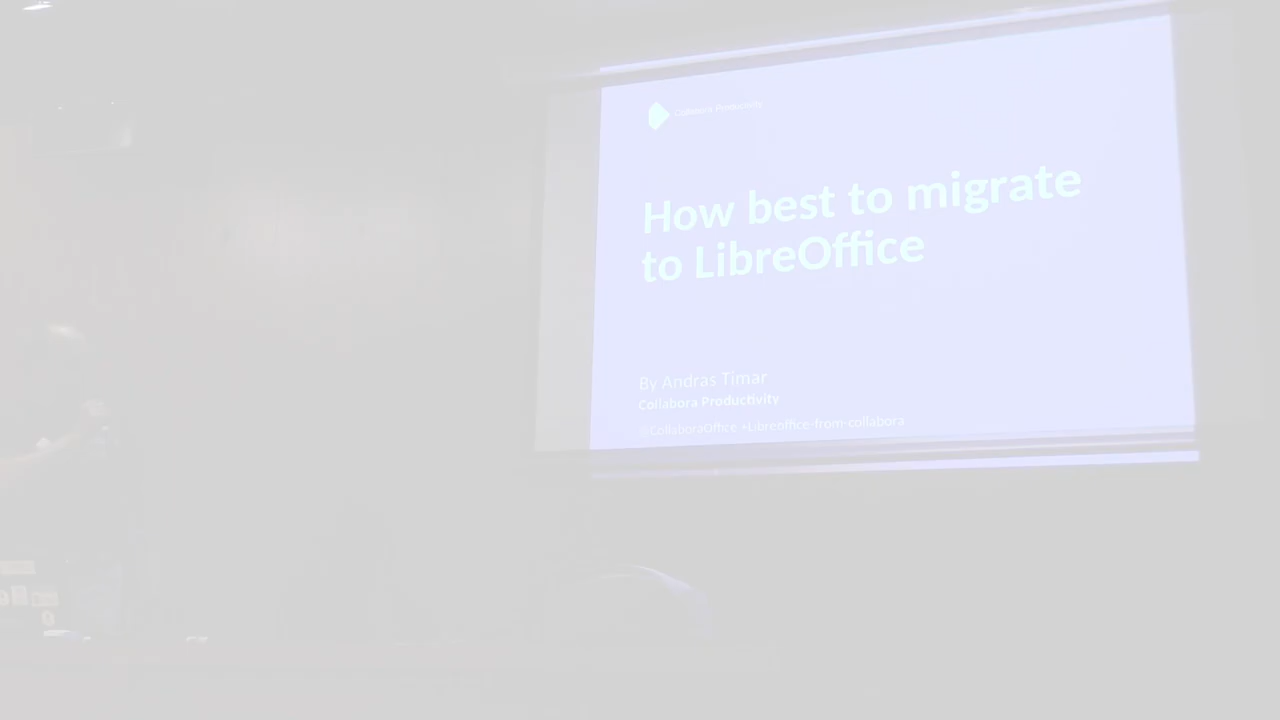 Collabora Productivity
How best to migrate
to LibreOffice
By Andras Timar
Collabora Productivity
@CollaboraOffice +Libreoffice-from-collabora